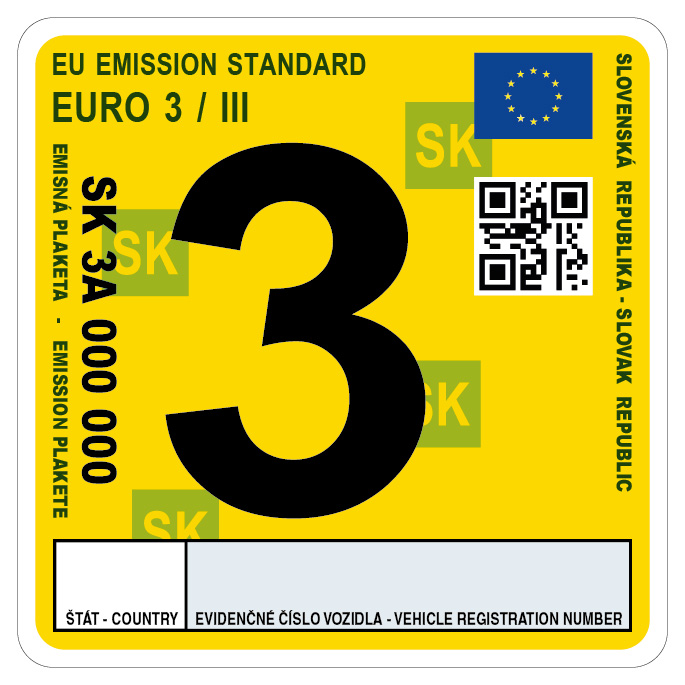 EU EMISSION STANDARD
EURO 3 / III
SLOVENSKÁ REPUBLIKA - SLOVAK REPUBLIC
EMISNÁ PLAKETA - EMISSION PLAKETE
SK 3A 000 000
3
SK
SK
SK
SK
ŠTÁT - COUNTRY
EVIDENČNÉ ČÍSLO VOZIDLA - VEHICLE REGISTRATION NUMBER